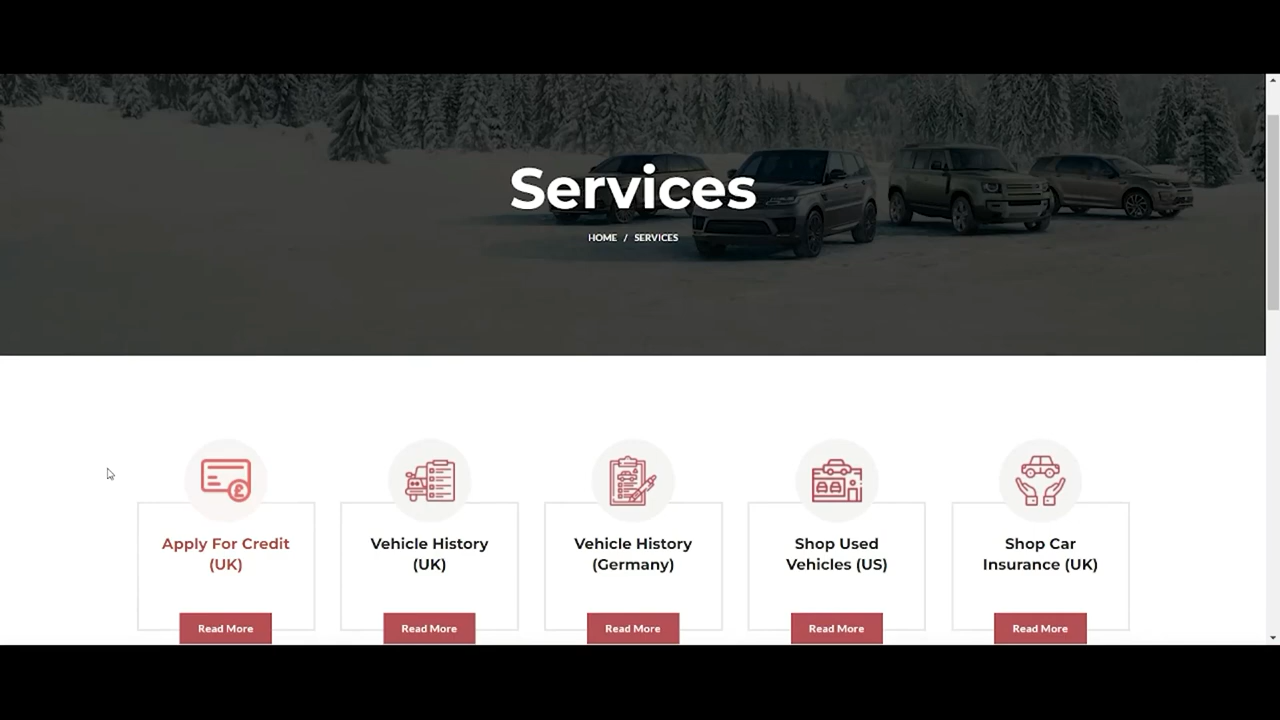 Services
HOME / SERVICES
Apply For Credit
(UK)
Read More
Vehicle History
(UK)
Read More
Vehicle History
(Germany)
Read More
Shop Used
Vehicles (US)
Read More
Shop Car
Insurance (UK)
Read More